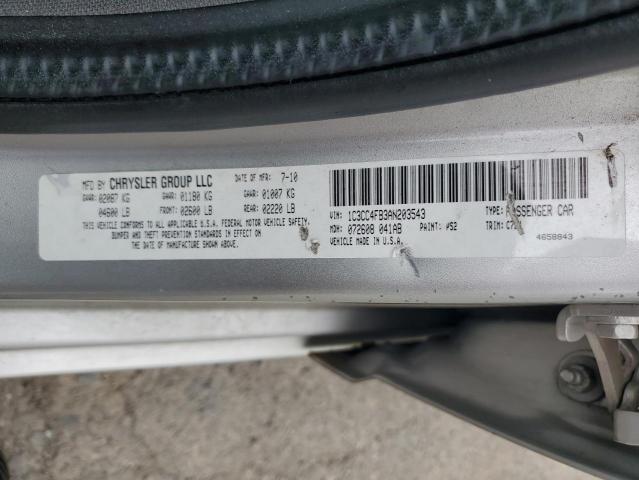 MFD BY CHRYSLER GROUP LLC DATE OF MFR: 7-10
GVWR: 02087 KG GAWR: 01180 KG GAWR: 01007 KG
04600 LB FRONT: 02600 LB REAR: 02220 LB
THIS VEHICLE CONFORMS TO ALL APPLICABLE U.S.A. FEDERAL MOTOR VEHICLE SAFETY,
BUMPER AND THEFT PREVENTION STANDARDS IN EFFECT ON
THE DATE OF MANUFACTURE SHOWN ABOVE.
VIN: 1C3CC4FB3AN203543 TYPE: PASSENGER CAR
MDH: 072608 041AB PAINT: PS2 TRIM:
VEHICLE MADE IN U.S.A. 4658843